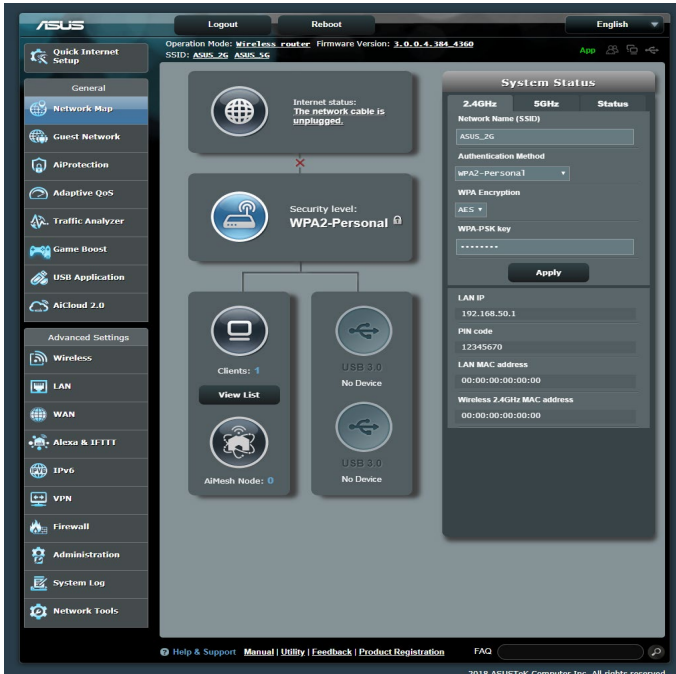 ASUS
Logout
Reboot
English
Quick Internet
Setup
Operation Mode: Wireless router Firmware Version: 3.0.0.4.384_4360
SSID: ASUS_2G ASUS_5G
App
General
Network Map
Guest Network
AiProtection
Adaptive QoS
Traffic Analyzer
Game Boost
USB Application
AiCloud 2.0
Advanced Settings
Wireless
LAN
WAN
Alexa & IFTTT
IPv6
VPN
Firewall
Administration
System Log
Network Tools
Internet status:
The network cable is
unplugged.
Security level:
WPA2-Personal
Clients: 1
View List
AiMesh Node: 0
USB 3.0
No Device
USB 3.0
No Device
System Status
2.4GHz
5GHz
Status
Network Name (SSID)
ASUS_2G
Authentication Method
WPA2-Personal
WPA Encryption
AES
WPA-PSK key
········
Apply
LAN IP
192.168.50.1
PIN code
12345670
LAN MAC address
00:00:00:00:00:00
Wireless 2.4GHz MAC address
00:00:00:00:00:00
? Help & Support Manual | Utility | Feedback | Product Registration
FAQ
2018 ASUSTeK Computer Inc. All rights reserved